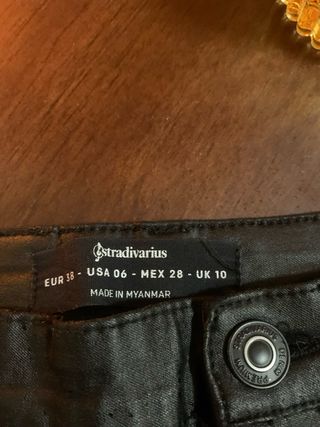 Stradivarius
EUR 38 - USA 06 - MEX 28 - UK 10
MADE IN MYANMAR